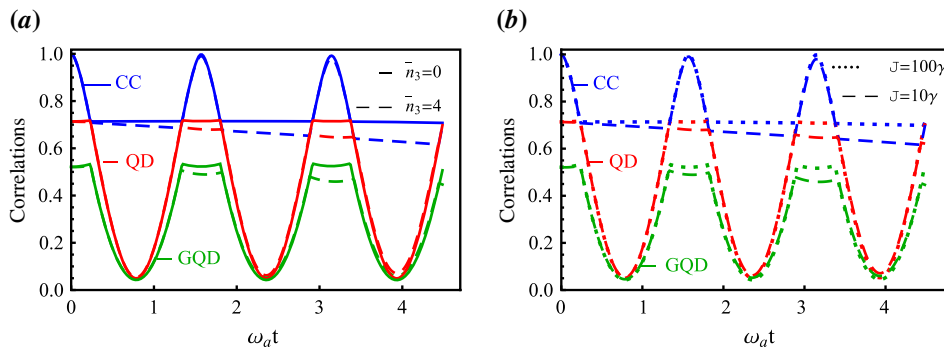 (a)
Correlations
1.0
0.8
0.6
0.4
0.2
0.0
CC
QD
GQD
n̄₃=0
n̄₃=4
0 1 2 3 4
ωₐt
(b)
Correlations
1.0
0.8
0.6
0.4
0.2
0.0
CC
QD
GQD
J=100γ
J=10γ
0 1 2 3 4
ωₐt